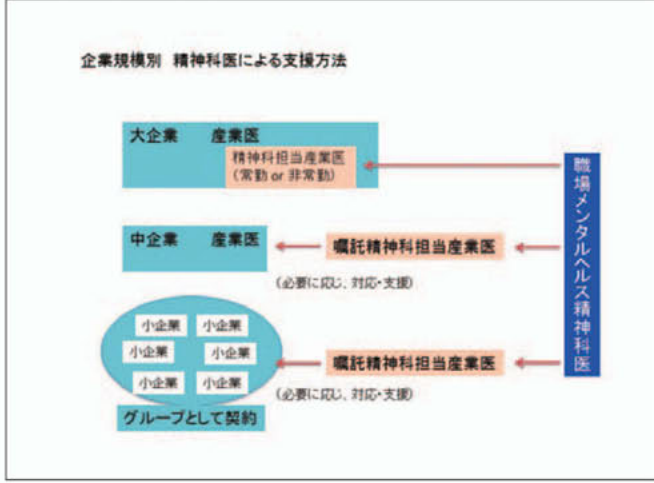 企業規模別 精神科医による支援方法
大企業 産業医
精神科担当産業医
(常勤 or 非常勤)
中企業 産業医
嘱託精神科担当産業医
(必要に応じ、対応・支援)
小企業 小企業
小企業 小企業
小企業 小企業
嘱託精神科担当産業医
(必要に応じ、対応・支援)
グループとして契約
職場メンタルヘルス精神科医